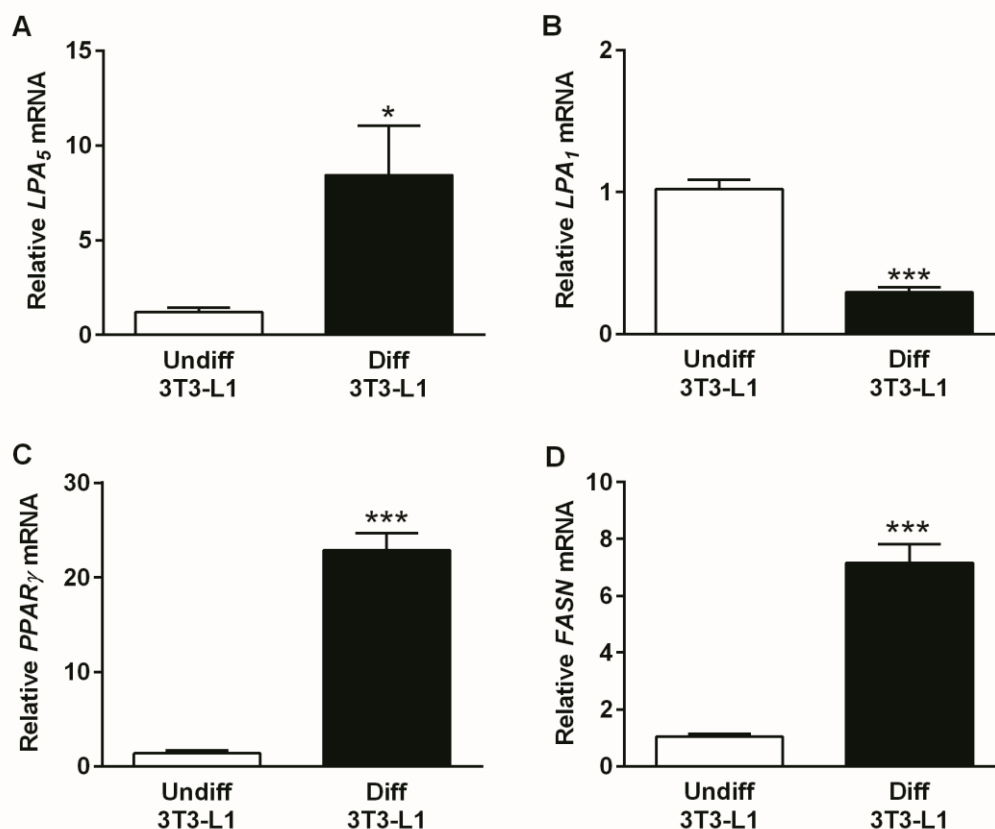 A
Relative LPA₅ mRNA
15
10
5
0
*
Undiff
3T3-L1
Diff
3T3-L1
B
Relative LPA₁ mRNA
2
1
0
***
Undiff
3T3-L1
Diff
3T3-L1
C
Relative PPARγ mRNA
30
20
10
0
***
Undiff
3T3-L1
Diff
3T3-L1
D
Relative FASN mRNA
10
8
6
4
2
0
***
Undiff
3T3-L1
Diff
3T3-L1